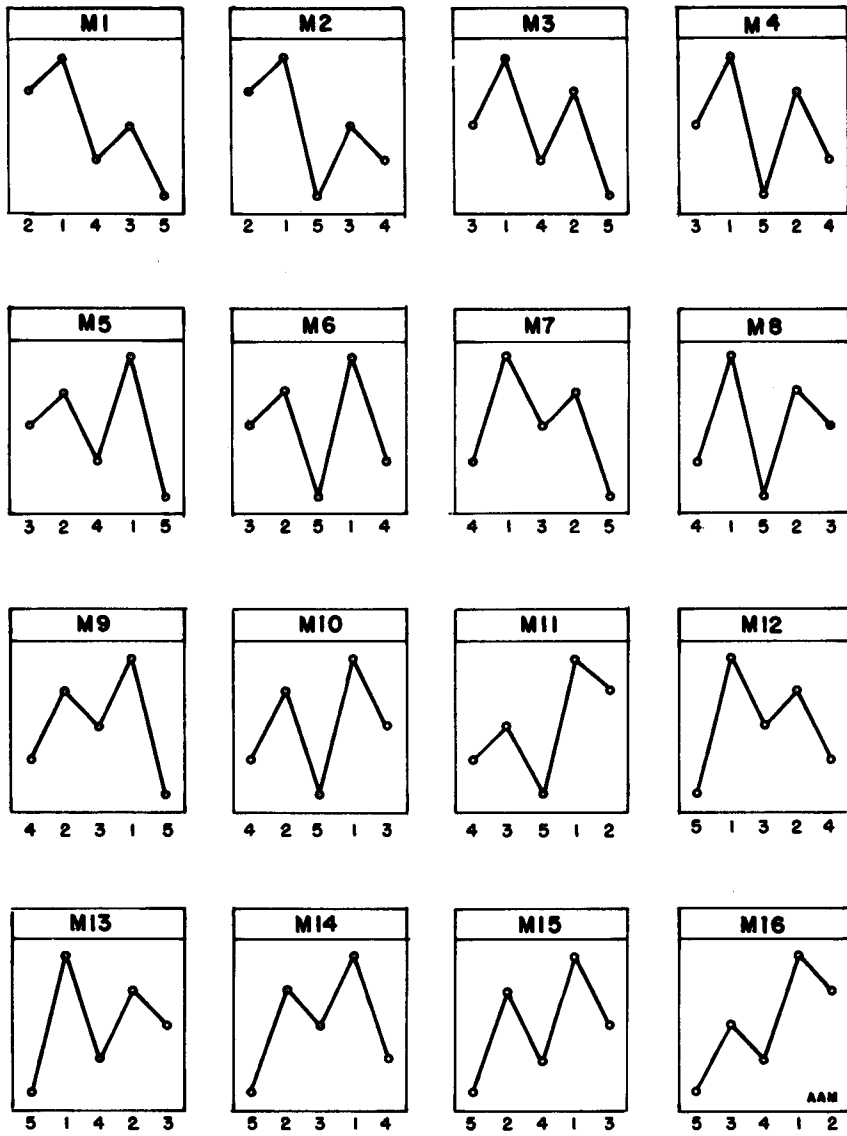 M1 M2 M3 M4
2 1 4 3 5 2 1 5 3 4 3 1 4 2 5 3 1 5 2 4
M5 M6 M7 M8
3 2 4 1 5 3 2 5 1 4 4 1 3 2 5 4 1 5 2 3
M9 M10 M11 M12
4 2 3 1 5 4 2 5 1 3 4 3 5 1 2 5 1 3 2 4
M13 M14 M15 M16
AAM
5 1 4 2 3 5 2 3 1 4 5 2 4 1 3 5 3 4 1 2